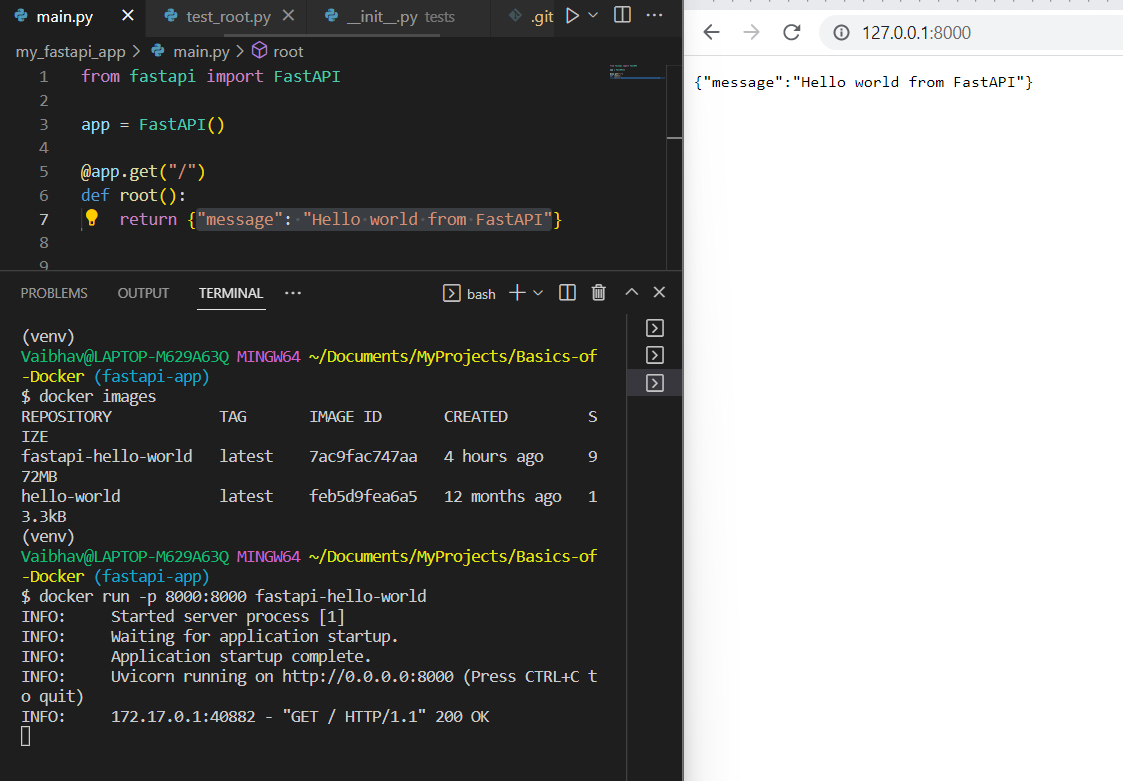 main.py
test_root.py
__init__.py tests
.git
my_fastapi_app > main.py > root
1 from fastapi import FastAPI
2
3 app = FastAPI()
4
5 @app.get("/")
6 def root():
7 return {"message": "Hello world from FastAPI"}
8
9
PROBLEMS OUTPUT TERMINAL
bash
(venv)
Vaibhav@LAPTOP-M629A63Q MINGW64 ~/Documents/MyProjects/Basics-of
-Docker (fastapi-app)
$ docker images
REPOSITORY TAG IMAGE ID CREATED S
IZE
fastapi-hello-world latest 7ac9fac747aa 4 hours ago 9
72MB
hello-world latest feb5d9fea6a5 12 months ago 1
3.3kB
(venv)
Vaibhav@LAPTOP-M629A63Q MINGW64 ~/Documents/MyProjects/Basics-of
-Docker (fastapi-app)
$ docker run -p 8000:8000 fastapi-hello-world
INFO: Started server process [1]
INFO: Waiting for application startup.
INFO: Application startup complete.
INFO: Uvicorn running on http://0.0.0.0:8000 (Press CTRL+C t
o quit)
INFO: 172.17.0.1:40882 - "GET / HTTP/1.1" 200 OK
127.0.0.1:8000
{"message":"Hello world from FastAPI"}